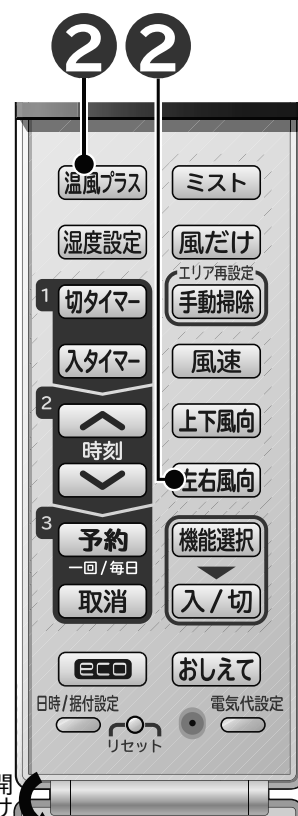 2 2
温風プラス ミスト
湿度設定 風だけ
エリア再設定
1 切タイマー 手動掃除
入タイマー 風速
2
時刻 上下風向
左右風向
3 予約 機能選択
一回/毎日
取消 入/切
eco おしえて
日時/据付設定 電気代設定
リセット
開
け